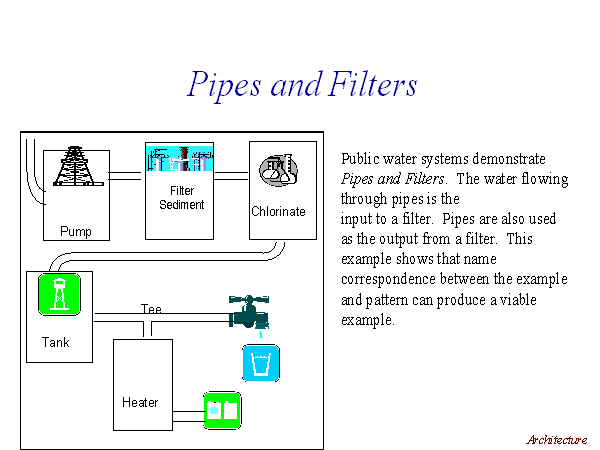 Pipes and Filters
Public water systems demonstrate
Pipes and Filters. The water flowing
through pipes is the
input to a filter. Pipes are also used
as the output from a filter. This
example shows that name
correspondence between the example
and pattern can produce a viable
example.
Pump
Filter
Sediment
Chlorinate
Tank
Tee
Heater
Architecture